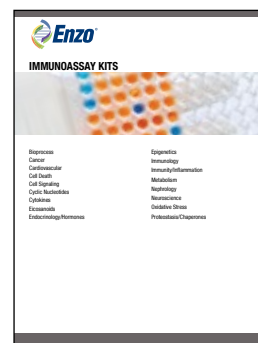 Enzo
IMMUNOASSAY KITS
Bioprocess
Cancer
Cardiovascular
Cell Death
Cell Signaling
Cyclic Nucleotides
Cytokines
Eicosanoids
Endocrinology/Hormones
Epigenetics
Immunology
Immunity/Inflammation
Metabolism
Nephrology
Neuroscience
Oxidative Stress
Proteostasis/Chaperones